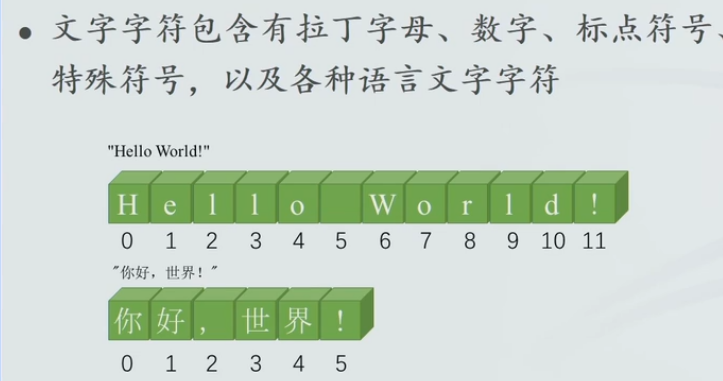 • 文字字符包含有拉丁字母、数字、标点符号、
特殊符号，以及各种语言文字字符
"Hello World!"
H e l l o W o r l d !
0 1 2 3 4 5 6 7 8 9 10 11
"你好，世界！"
你 好 ， 世 界 ！
0 1 2 3 4 5